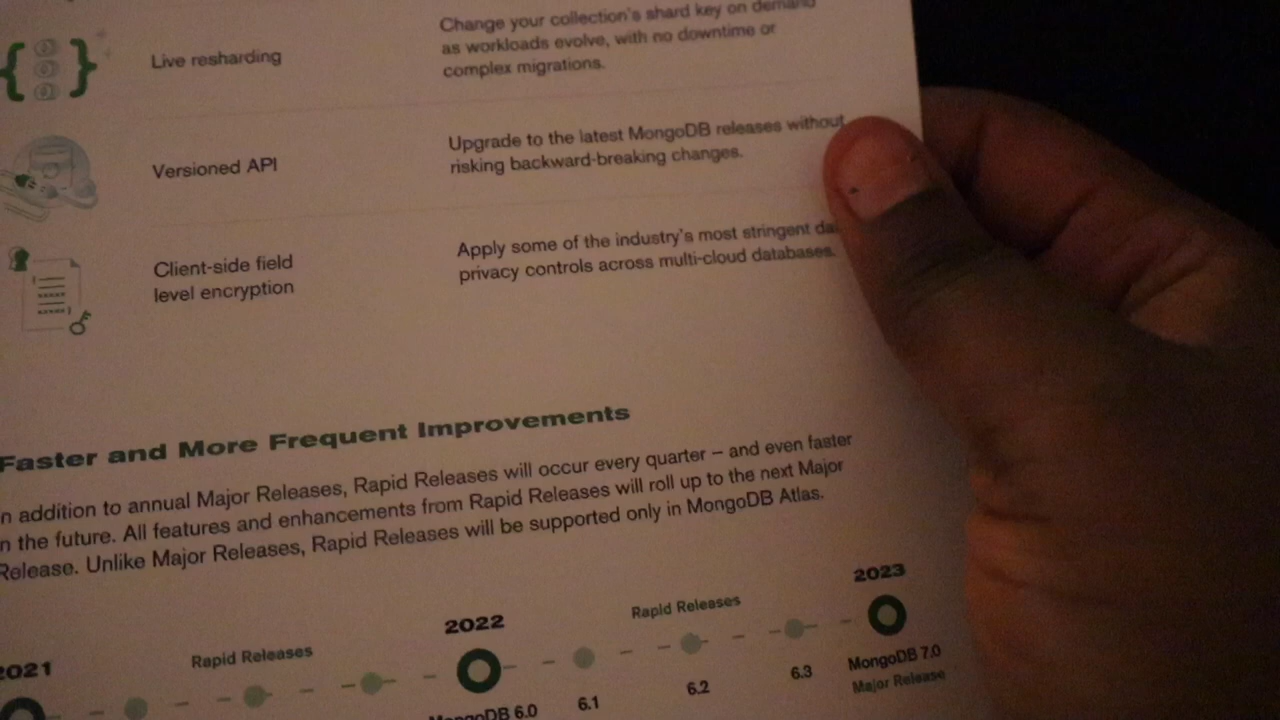 Live resharding
Change your collection's shard key on demand
as workloads evolve, with no downtime or
complex migrations.
Versioned API
Upgrade to the latest MongoDB releases without
risking backward-breaking changes.
Client-side field
level encryption
Apply some of the industry's most stringent da
privacy controls across multi-cloud databases.
Faster and More Frequent Improvements
n addition to annual Major Releases, Rapid Releases will occur every quarter – and even faster
n the future. All features and enhancements from Rapid Releases will roll up to the next Major
Release. Unlike Major Releases, Rapid Releases will be supported only in MongoDB Atlas.
2021
Rapid Releases
2022
Rapid Releases
2023
MongoDB 6.0
6.1
6.2
6.3
MongoDB 7.0
Major Release